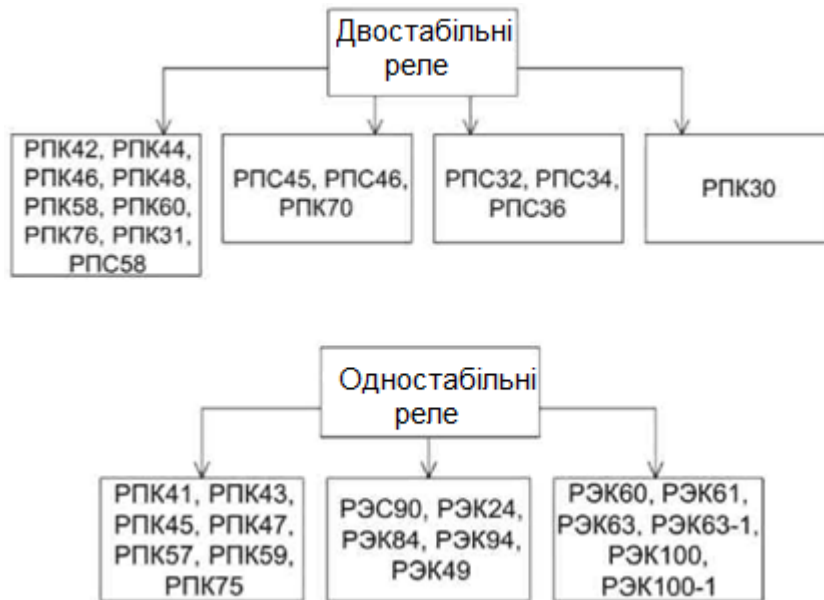 Двостабільні
реле
РПК42, РПК44,
РПК46, РПК48,
РПК58, РПК60,
РПК76, РПК31,
РПС58
РПС45, РПС46,
РПК70
РПС32, РПС34,
РПС36
РПК30
Одностабільні
реле
РПК41, РПК43,
РПК45, РПК47,
РПК57, РПК59,
РПК75
РЭС90, РЭК24,
РЭК84, РЭК94,
РЭК49
РЭК60, РЭК61,
РЭК63, РЭК63-1,
РЭК100,
РЭК100-1